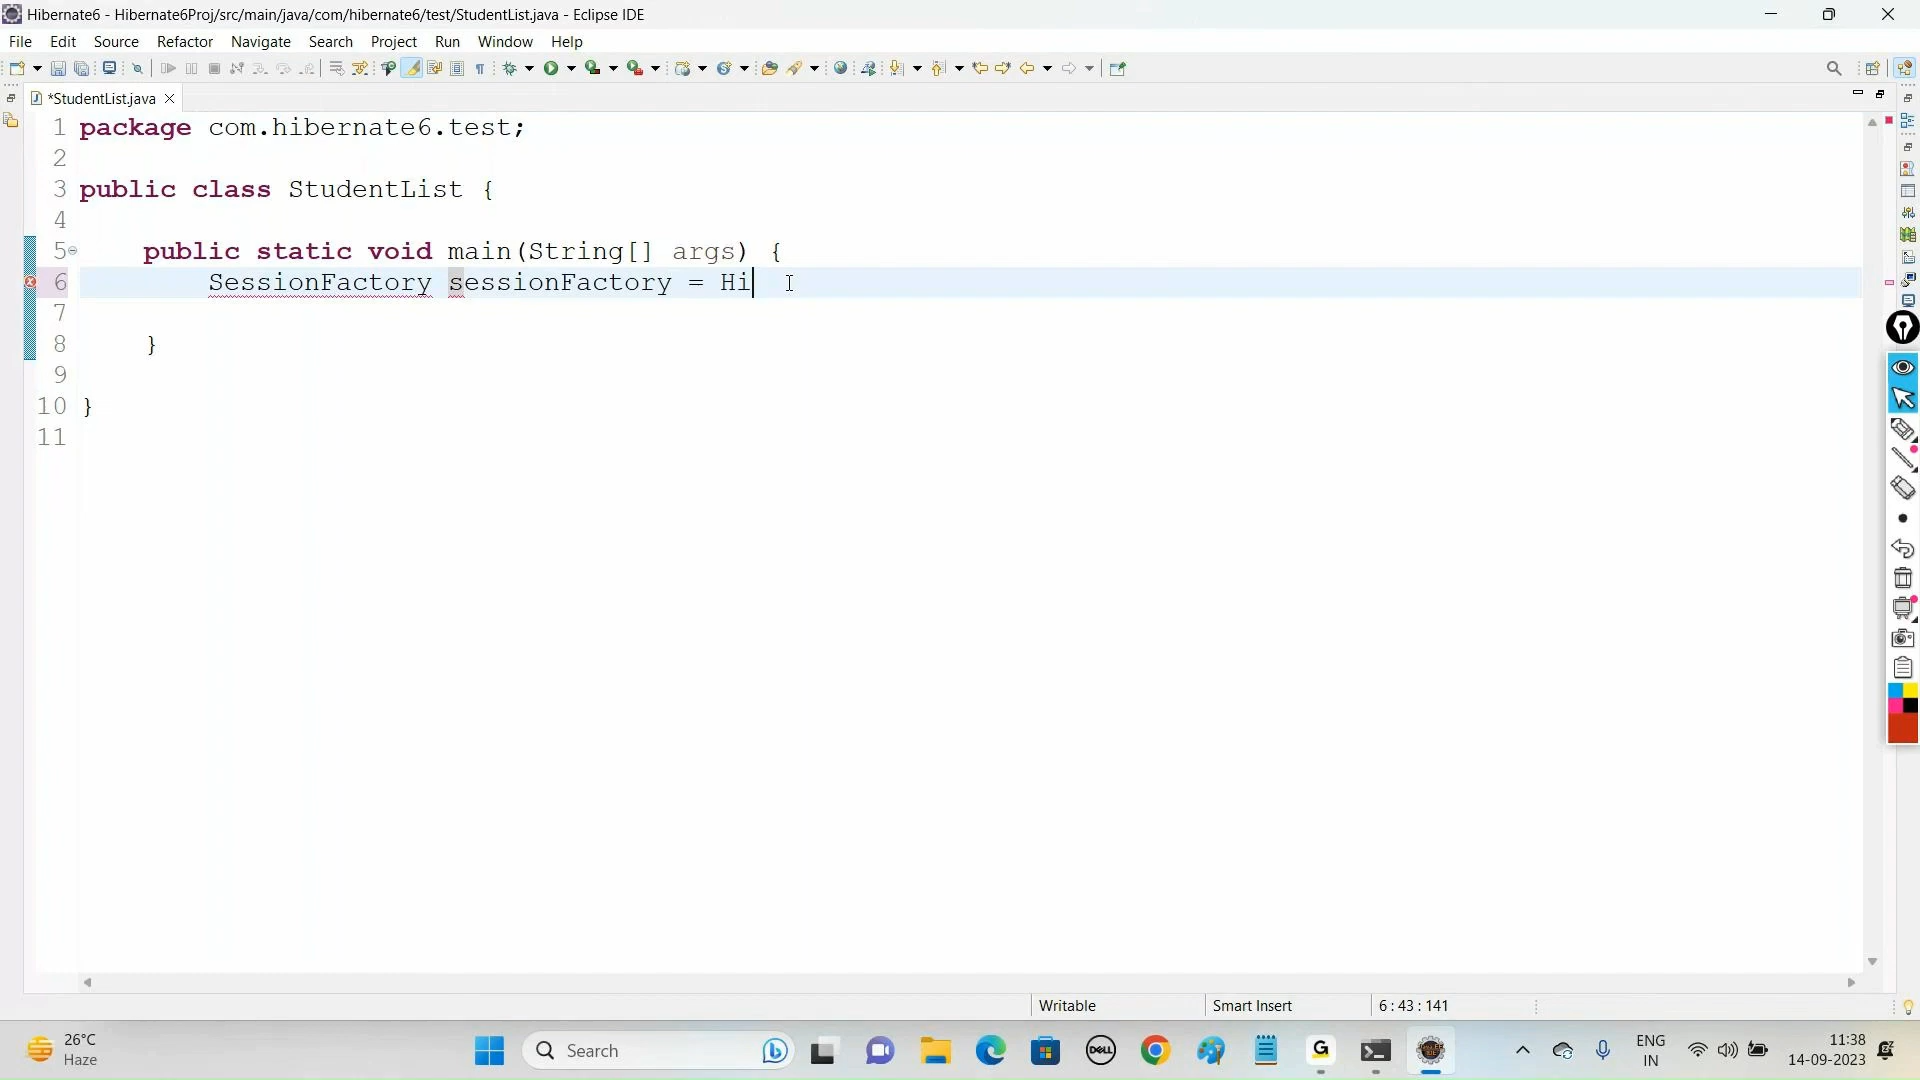 Hibernate6 - Hibernate6Proj/src/main/java/com/hibernate6/test/StudentList.java - Eclipse IDE
File Edit Source Refactor Navigate Search Project Run Window Help
*StudentList.java
1 package com.hibernate6.test;
2
3 public class StudentList {
4
5 public static void main(String[] args) {
6 SessionFactory sessionFactory = Hi
7
8 }
9
10 }
11
Writable Smart Insert 6 : 43 : 141
26°C
Haze
Search
DELL
G
ENG
IN
11:38
14-09-2023